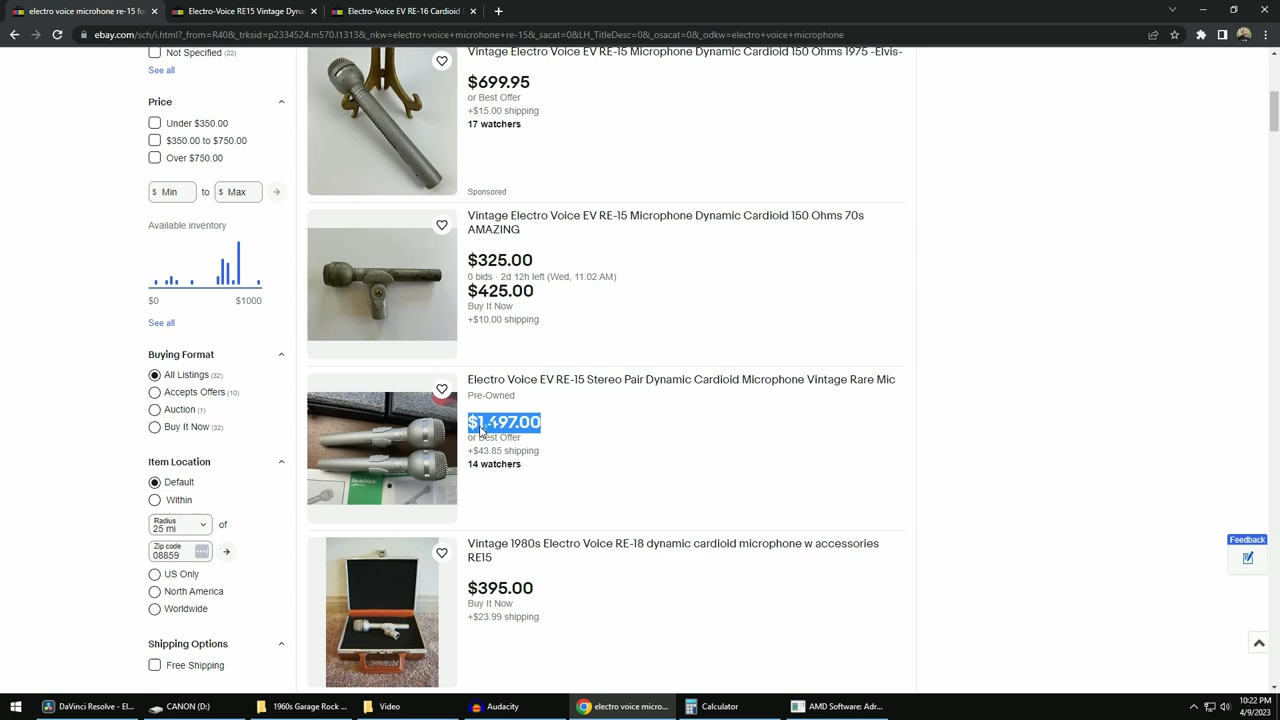 electro voice microphone re-15 fo
Electro-Voice RE15 Vintage Dyna
Electro-Voice EV RE-16 Cardioid
ebay.com/sch/i.html?_from=R40&_trksid=p2334524.m570.l1313&_nkw=electro+voice+microhone+re-15&_sacat=0&LH_TitleDesc=0&_osacat=0&_odkw=electro+voice+microphone
Not Specified (22)
See all
Price
Under $350.00
$350.00 to $750.00
Over $750.00
$ Min to $ Max
Available inventory
$0 $1000
See all
Buying Format
All Listings (32)
Accepts Offers (10)
Auction (1)
Buy It Now (32)
Item Location
Default
Within
Radius
25 mi of
Zip code
08859
US Only
North America
Worldwide
Shipping Options
Free Shipping
Vintage Electro Voice EV RE-15 Microphone Dynamic Cardioid 150 Ohms 1975 -Elvis-
$699.95
or Best Offer
+$15.00 shipping
17 watchers
Sponsored
Vintage Electro Voice EV RE-15 Microphone Dynamic Cardioid 150 Ohms 70s
AMAZING
$325.00
0 bids · 2d 12h left (Wed, 11:02 AM)
$425.00
Buy It Now
+$10.00 shipping
Electro Voice EV RE-15 Stereo Pair Dynamic Cardioid Microphone Vintage Rare Mic
Pre-Owned
$1,497.00
or Best Offer
+$43.85 shipping
14 watchers
Vintage 1980s Electro Voice RE-18 dynamic cardioid microphone w accessories
RE15
$395.00
Buy It Now
+$23.99 shipping
Feedback
DaVinci Resolve - El...
CANON (D:)
1960s Garage Rock ...
Video
Audacity
electro voice micro...
Calculator
AMD Software: Adr...
10:22 PM
4/9/2023